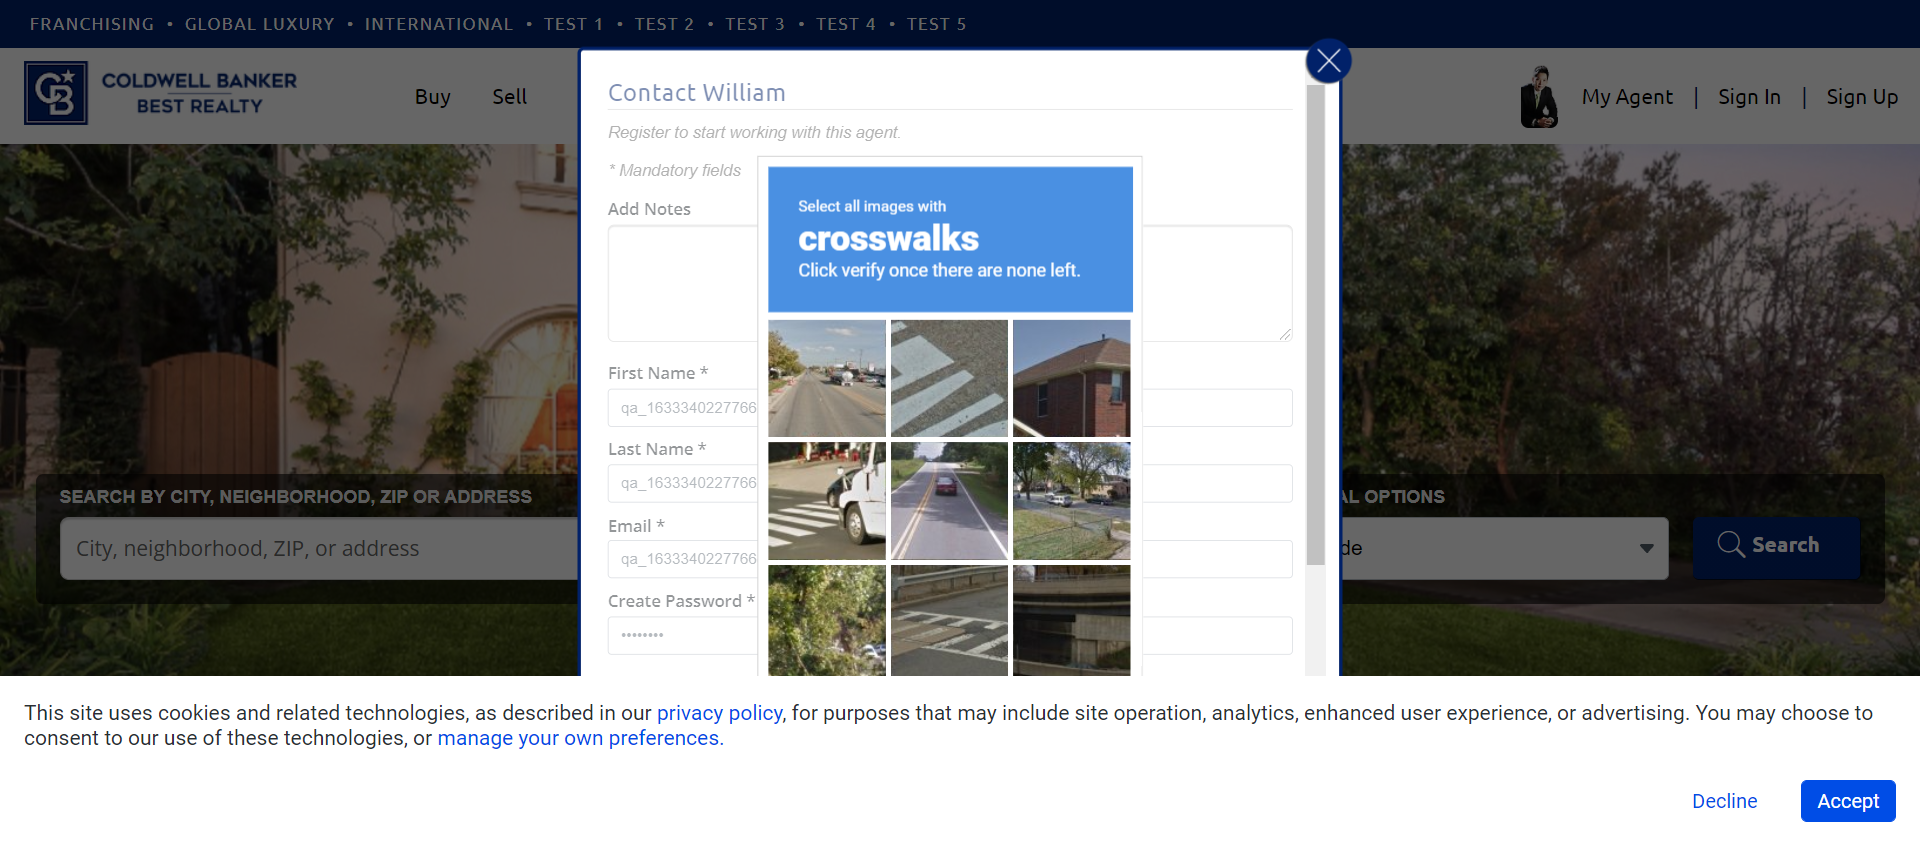 FRANCHISING • GLOBAL LUXURY • INTERNATIONAL • TEST 1 • TEST 2 • TEST 3 • TEST 4 • TEST 5
CB
COLDWELL BANKER
BEST REALTY
Buy
Sell
My Agent | Sign In | Sign Up
Contact William
Register to start working with this agent.
* Mandatory fields
Add Notes
Select all images with
crosswalks
Click verify once there are none left.
First Name *
qa_1633340227766
Last Name *
qa_1633340227766
Email *
qa_1633340227766
Create Password *
••••••••
SEARCH BY CITY, NEIGHBORHOOD, ZIP OR ADDRESS
City, neighborhood, ZIP, or address
AL OPTIONS
de
Search
This site uses cookies and related technologies, as described in our privacy policy, for purposes that may include site operation, analytics, enhanced user experience, or advertising. You may choose to
consent to our use of these technologies, or manage your own preferences.
Decline
Accept